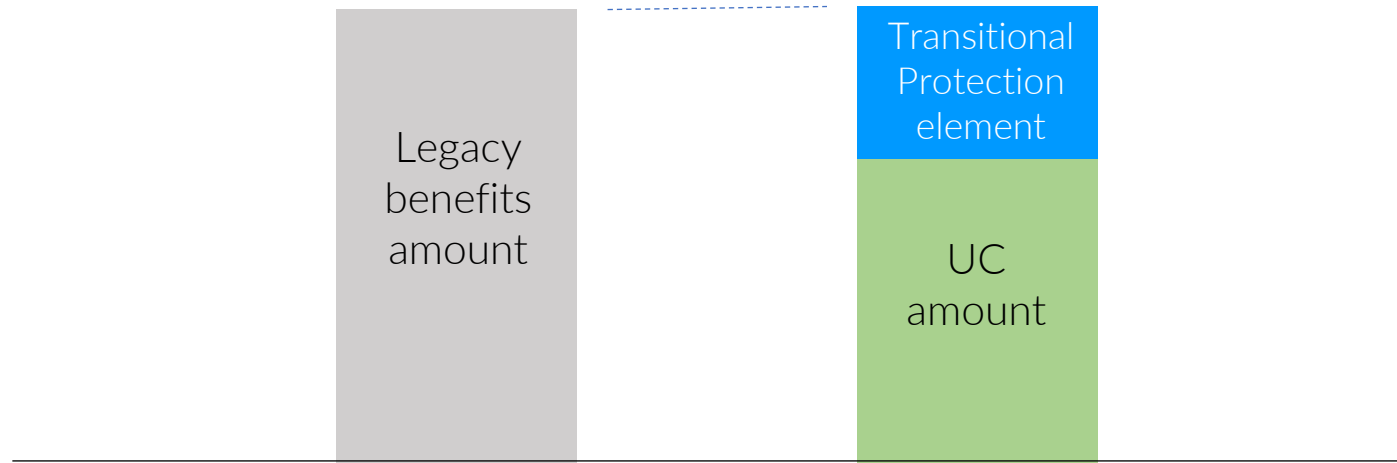 Legacy
benefits
amount
Transitional
Protection
element
UC
amount